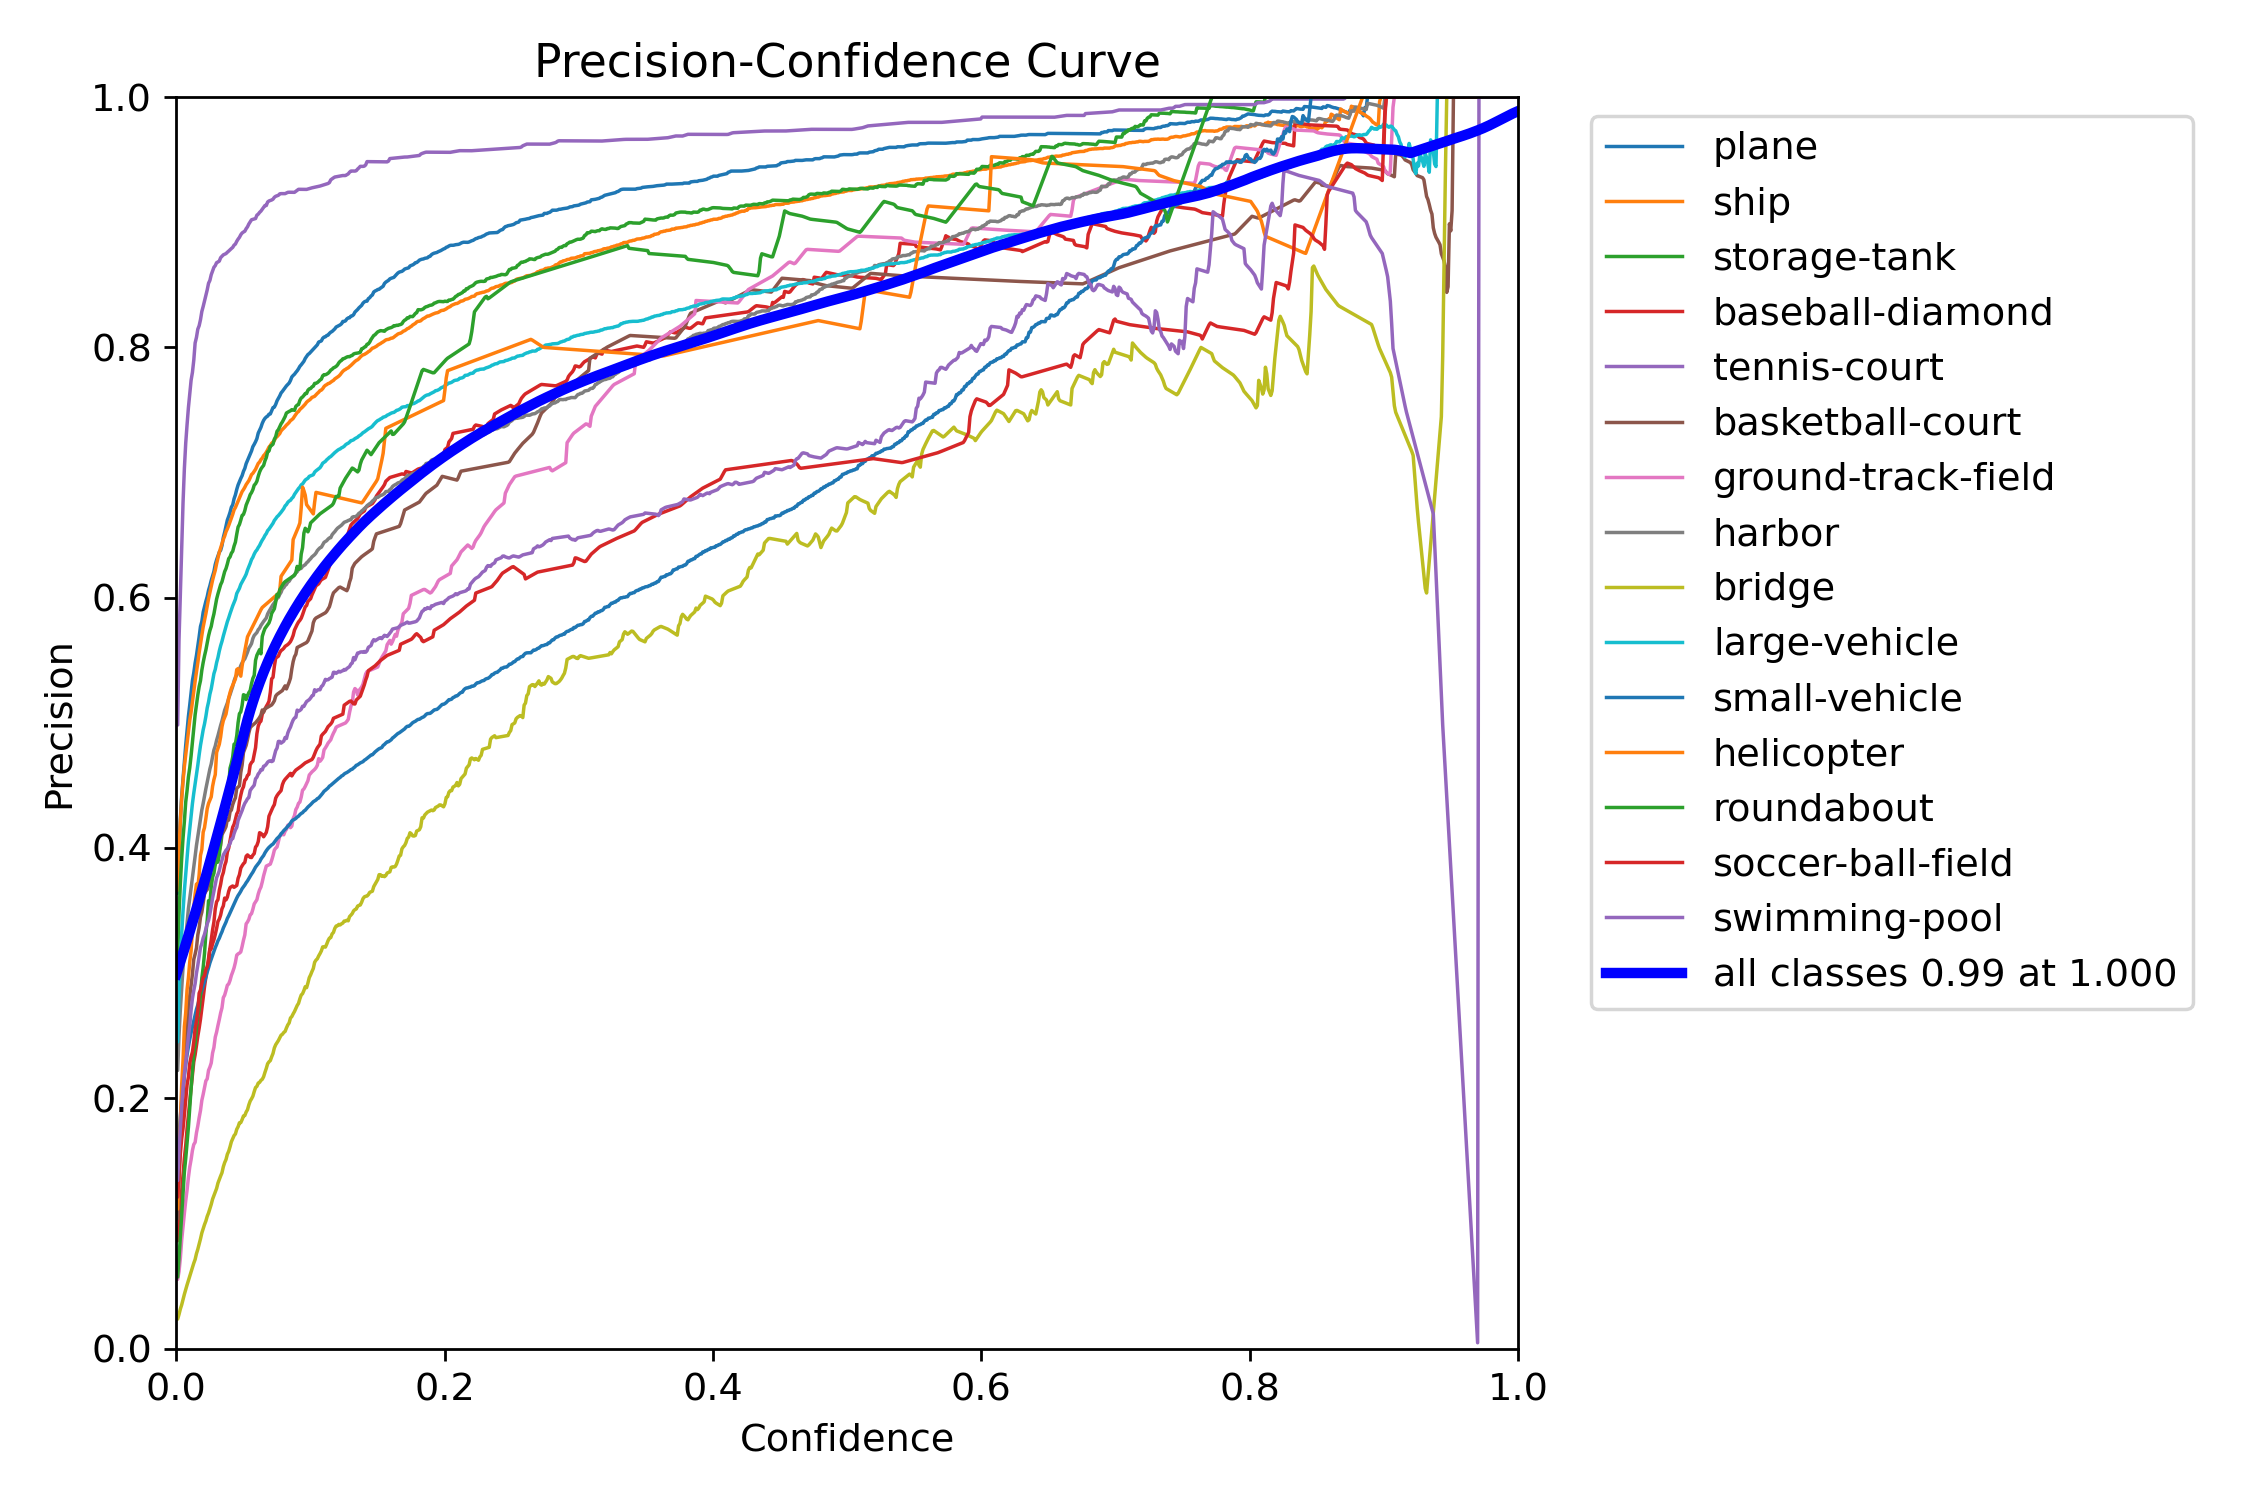 Precision-Confidence Curve
1.0
0.8
0.6
0.4
0.2
0.0
Precision
0.0 0.2 0.4 0.6 0.8 1.0
Confidence
plane
ship
storage-tank
baseball-diamond
tennis-court
basketball-court
ground-track-field
harbor
bridge
large-vehicle
small-vehicle
helicopter
roundabout
soccer-ball-field
swimming-pool
all classes 0.99 at 1.000